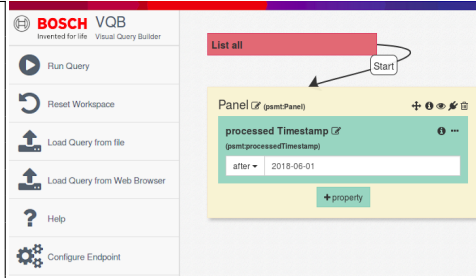 BOSCH VQB
Invented for life Visual Query Builder
Run Query
Reset Workspace
Load Query from file
Load Query from Web Browser
Help
Configure Endpoint
List all
Start
Panel (psmt:Panel)
processed Timestamp
(psmt:processedTimestamp)
after 2018-06-01
+property